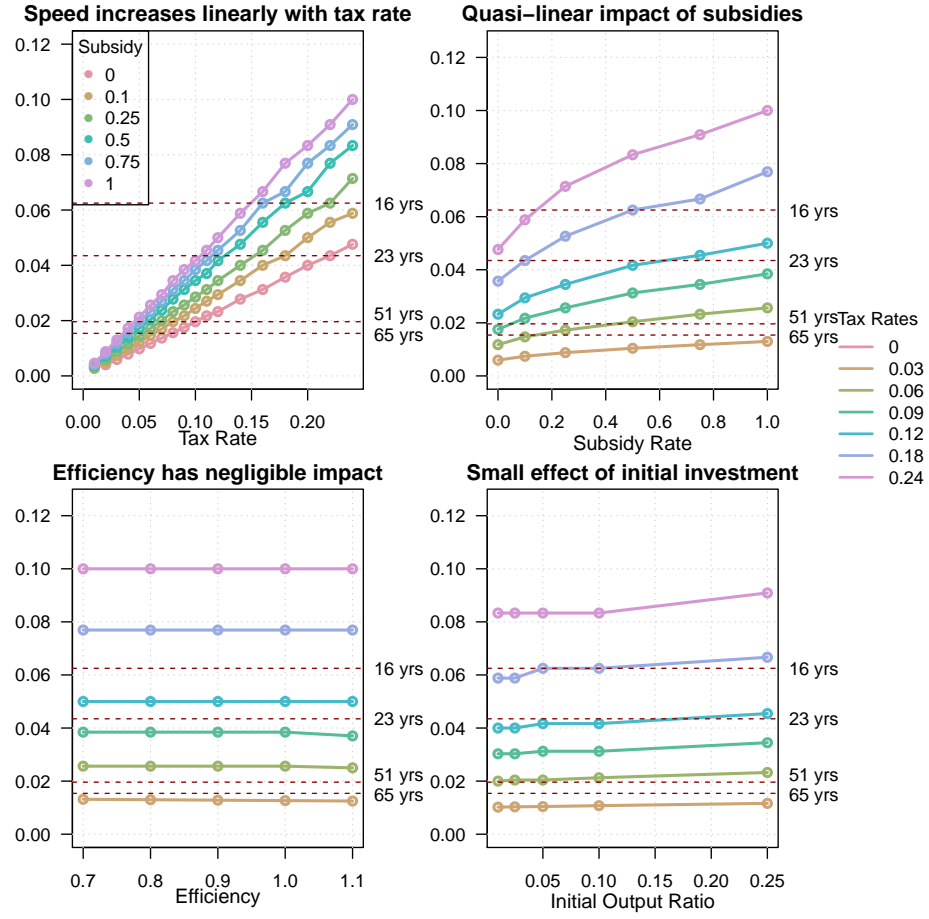 Speed increases linearly with tax rate
0.12
0.10
0.08
0.06
0.04
0.02
0.00
Subsidy
0
0.1
0.25
0.5
0.75
1
16 yrs
23 yrs
51 yrs
65 yrs
0.00 0.05 0.10 0.15 0.20
Tax Rate
Quasi−linear impact of subsidies
0.12
0.10
0.08
0.06
0.04
0.02
0.00
16 yrs
23 yrs
51 yrs
65 yrs
0.0 0.2 0.4 0.6 0.8 1.0
Subsidy Rate
Tax Rates
0
0.03
0.06
0.09
0.12
0.18
0.24
Efficiency has negligible impact
0.12
0.10
0.08
0.06
0.04
0.02
0.00
16 yrs
23 yrs
51 yrs
65 yrs
0.7 0.8 0.9 1.0 1.1
Efficiency
Small effect of initial investment
0.12
0.10
0.08
0.06
0.04
0.02
0.00
16 yrs
23 yrs
51 yrs
65 yrs
0.05 0.10 0.15 0.20 0.25
Initial Output Ratio